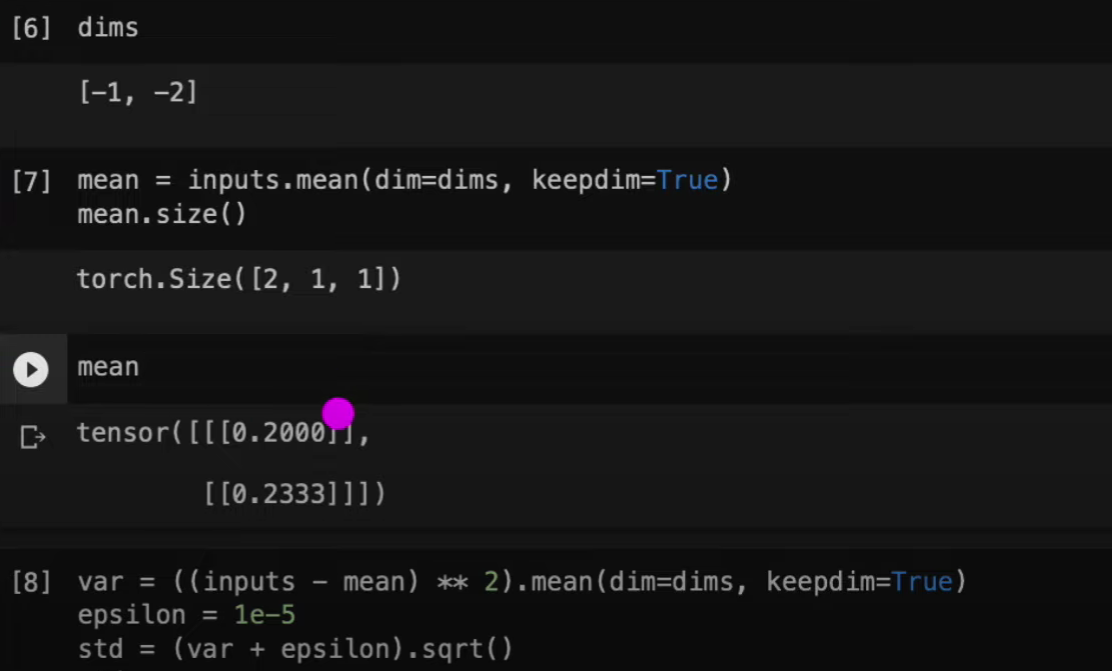 [6] dims
[-1, -2]
[7] mean = inputs.mean(dim=dims, keepdim=True)
mean.size()
torch.Size([2, 1, 1])
mean
tensor([[[0.2000]],
[[0.2333]]])
[8] var = ((inputs - mean) ** 2).mean(dim=dims, keepdim=True)
epsilon = 1e-5
std = (var + epsilon).sqrt()